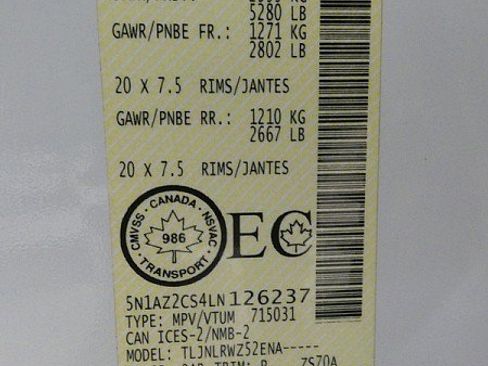 5280 LB
GAWR/PNBE FR.: 1271 KG
2802 LB
20 X 7.5 RIMS/JANTES
GAWR/PNBE RR.: 1210 KG
2667 LB
20 X 7.5 RIMS/JANTES
CMVSS · CANADA · NSVAC · TRANSPORT ·
986
EC
5N1AZ2CS4LN126237
TYPE: MPV/VTUM 715031
CAN ICES-2/NMB-2
MODEL: TLJNLRWZ52ENA-----
TRIM: